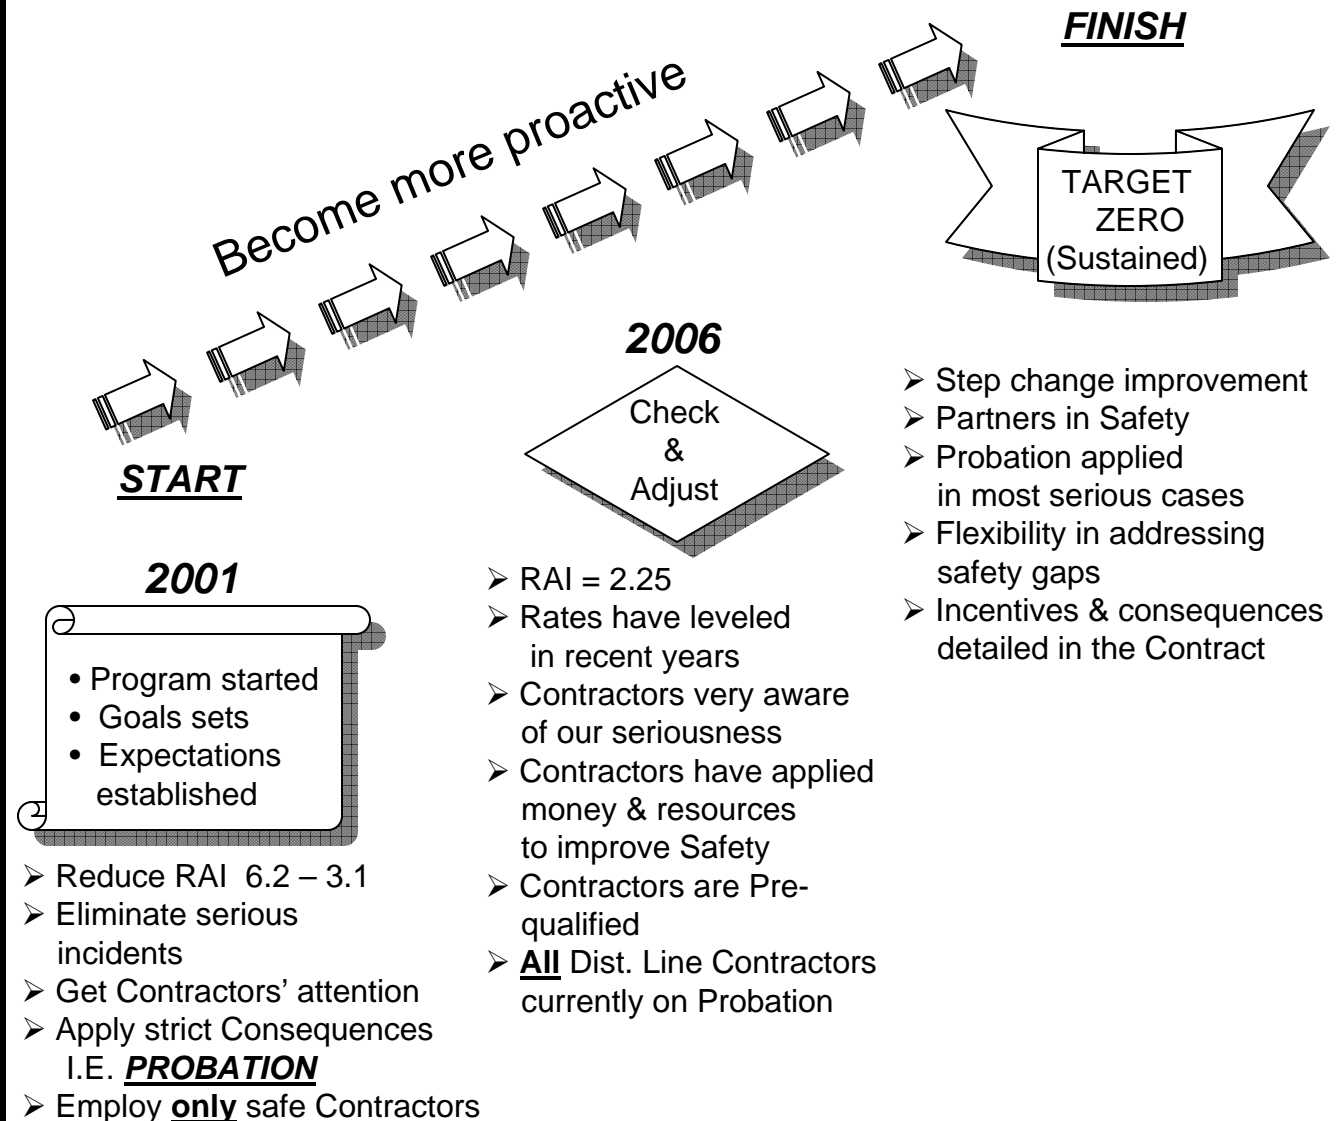 FINISH
Become more proactive
TARGET
ZERO
(Sustained)
START
2001
• Program started
• Goals sets
• Expectations
established
➢ Reduce RAI 6.2 – 3.1
➢ Eliminate serious
incidents
➢ Get Contractors’ attention
➢ Apply strict Consequences
I.E. PROBATION
➢ Employ only safe Contractors
2006
Check
&
Adjust
➢ RAI = 2.25
➢ Rates have leveled
in recent years
➢ Contractors very aware
of our seriousness
➢ Contractors have applied
money & resources
to improve Safety
➢ Contractors are Pre-
qualified
➢ All Dist. Line Contractors
currently on Probation
➢ Step change improvement
➢ Partners in Safety
➢ Probation applied
in most serious cases
➢ Flexibility in addressing
safety gaps
➢ Incentives & consequences
detailed in the Contract